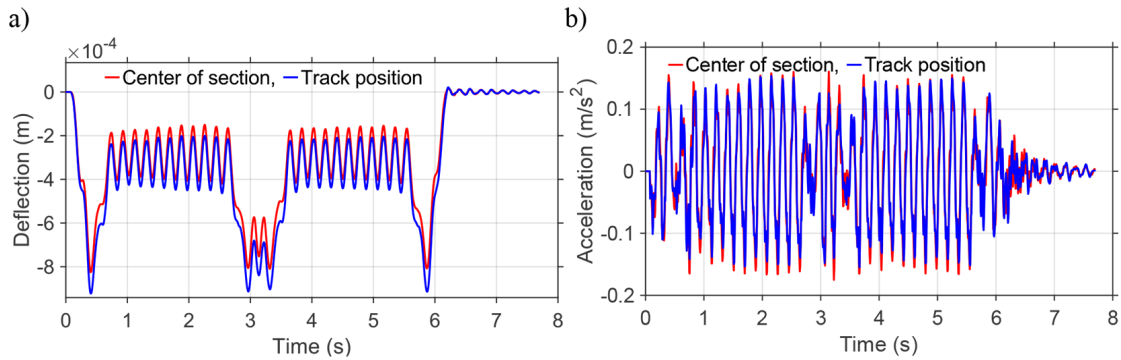 a)
×10⁻⁴
Center of section, Track position
0
-2
-4
-6
-8
Deflection (m)
0 1 2 3 4 5 6 7 8
Time (s)
b)
0.2
Center of section, Track position
0.1
0
-0.1
-0.2
Acceleration (m/s²)
0 1 2 3 4 5 6 7 8
Time (s)